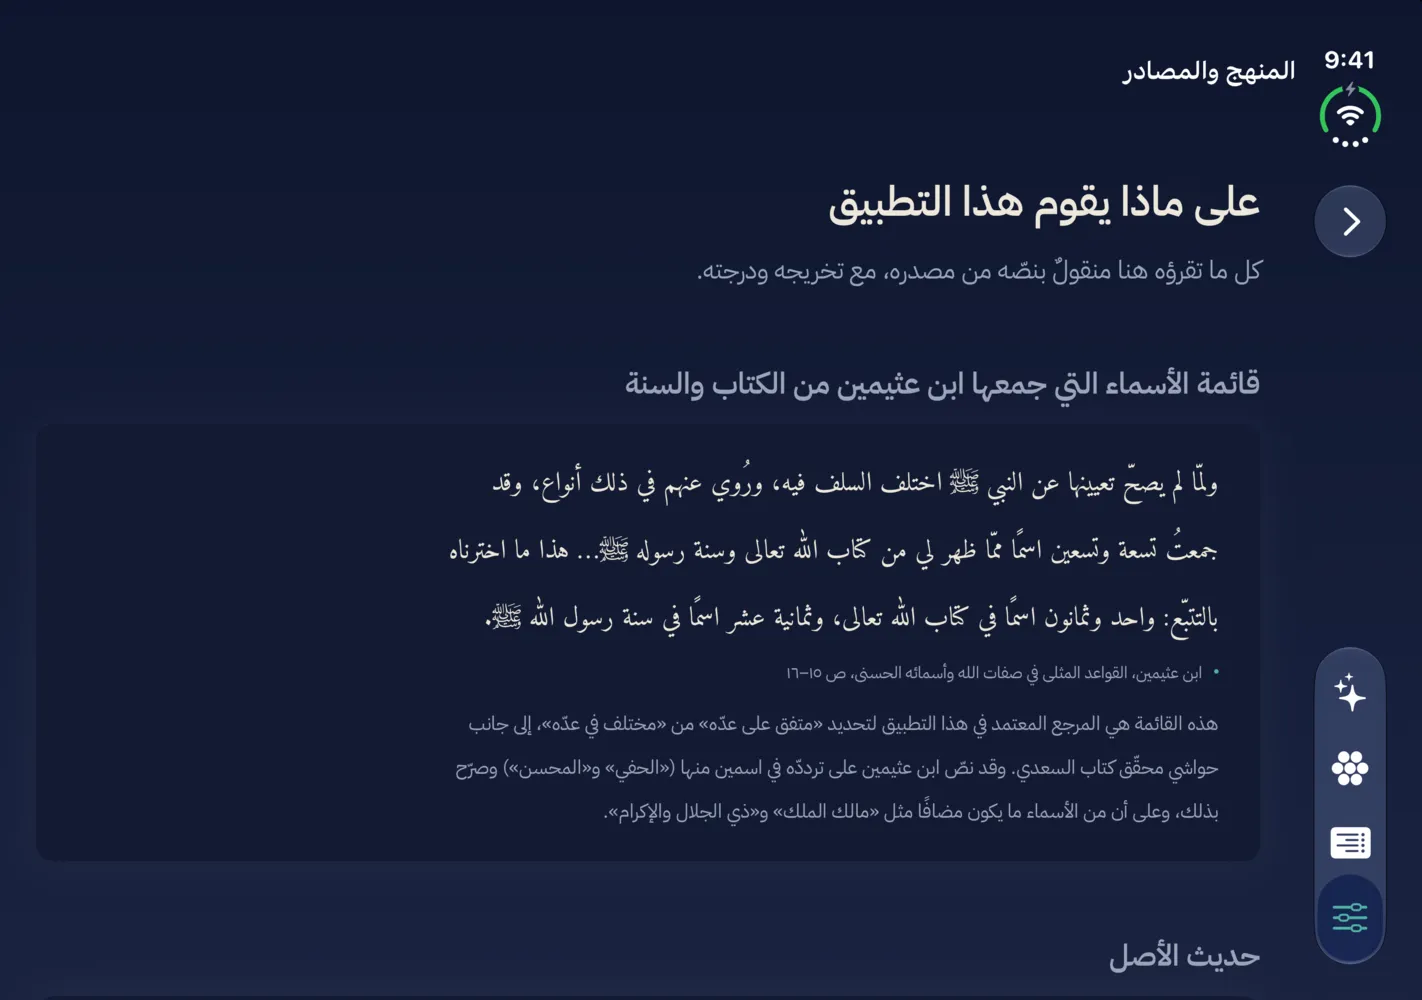 9:41
المنهج والمصادر
على ماذا يقوم هذا التطبيق
كل ما تقرؤه هنا منقولٌ بنصّه من مصدره، مع تخريجه ودرجته.
قائمة الأسماء التي جمعها ابن عثيمين من الكتاب والسنة
ولمّا لم يصحّ تعيينها عن النبي ﷺ اختلف السلف فيه، ورُوي عنهم في ذلك أنواع، وقد
جمعتُ تسعة وتسعين اسمًا ممّا ظهر لي من كتاب الله تعالى وسنة رسوله ﷺ... هذا ما اخترناه
بالتتبّع: واحد وثمانون اسمًا في كتاب الله تعالى، وثمانية عشر اسمًا في سنة رسول الله ﷺ.
• ابن عثيمين، القواعد المثلى في صفات الله وأسمائه الحسنى، ص ١٥–١٦
هذه القائمة هي المرجع المعتمد في هذا التطبيق لتحديد «متفق على عدّه» من «مختلف في عدّه»، إلى جانب
حواشي محقّق كتاب السعدي. وقد نصّ ابن عثيمين على ترددّه في اسمين منها («الحفي» و«المحسن») وصرّح
بذلك، وعلى أن من الأسماء ما يكون مضافًا مثل «مالك الملك» و«ذي الجلال والإكرام».
حديث الأصل